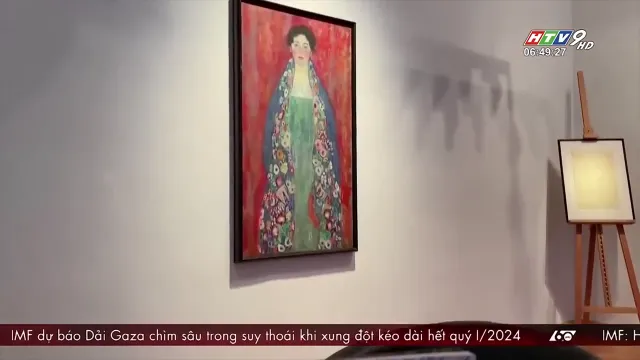 HTV9 HD
06:49:27
IMF dự báo Dải Gaza chìm sâu trong suy thoái khi xung đột kéo dài hết quý I/2024
60 IMF: H